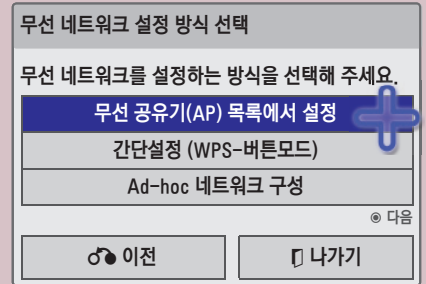 무선 네트워크 설정 방식 선택
무선 네트워크를 설정하는 방식을 선택해 주세요.
무선 공유기(AP) 목록에서 설정
간단설정 (WPS-버튼모드)
Ad-hoc 네트워크 구성
◉ 다음
이전
나가기